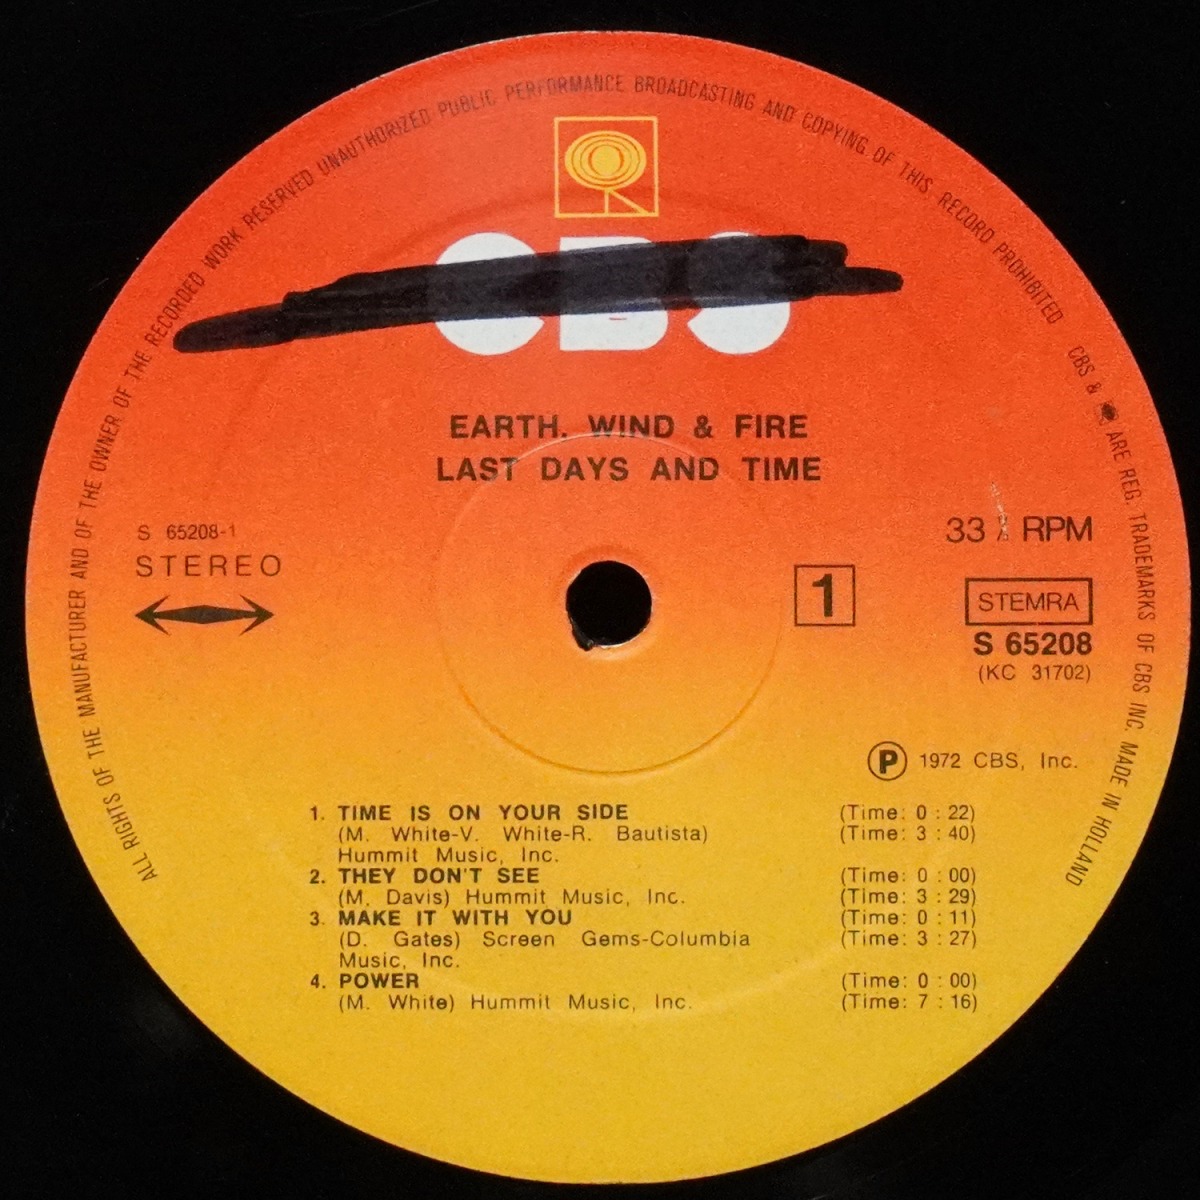 ALL RIGHTS OF THE MANUFACTURER AND OF THE OWNER OF THE RECORDED WORK RESERVED UNAUTHORIZED PUBLIC PERFORMANCE BROADCASTING AND COPYING OF THIS RECORD PROHIBITED
CBS & ARE REG. TRADEMARKS OF CBS INC. MADE IN HOLLAND
CBS
EARTH, WIND & FIRE
LAST DAYS AND TIME
S 65208-1
STEREO
33 RPM
1
STEMRA
S 65208
(KC 31702)
Ⓟ 1972 CBS, Inc.
1. TIME IS ON YOUR SIDE (Time: 0 : 22)
(M. White-V. White-R. Bautista) (Time: 3 : 40)
Hummit Music, Inc.
2. THEY DON'T SEE (Time: 0 : 00)
(M. Davis) Hummit Music, Inc. (Time: 3 : 29)
3. MAKE IT WITH YOU (Time: 0 : 11)
(D. Gates) Screen Gems-Columbia (Time: 3 : 27)
Music, Inc.
4. POWER (Time: 0 : 00)
(M. White) Hummit Music, Inc. (Time: 7 : 16)